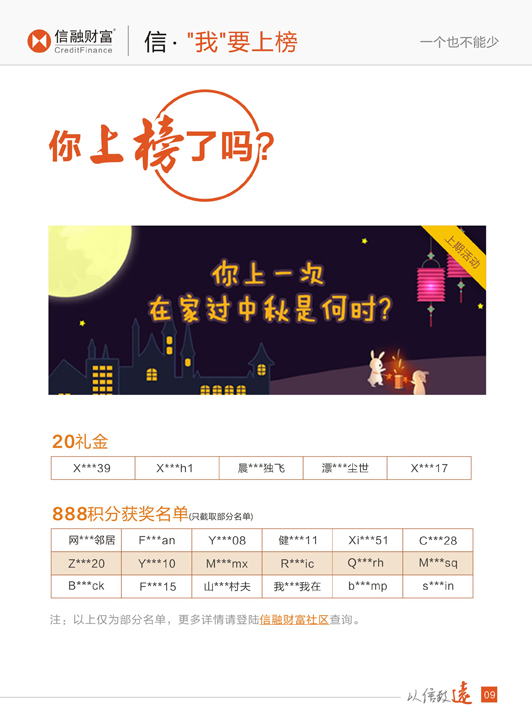 信融财富®
CreditFinance
信·"我"要上榜
一个也不能少
你上榜了吗?
上期活动
你上一次
在家过中秋是何时?
20礼金
X***39 X***h1 晨***独飞 漂***尘世 X***17
888积分获奖名单(只截取部分名单)
网***邻居 F***an Y***08 健***11 Xi***51 C***28
Z***20 Y***10 M***mx R***ic Q***rh M***sq
B***ck F***15 山***村夫 我***我在 b***mp s***in
注：以上仅为部分名单，更多详情请登陆信融财富社区查询。
以信致远 09